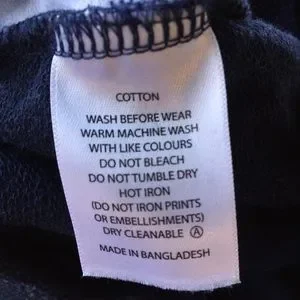 COTTON
WASH BEFORE WEAR
WARM MACHINE WASH
WITH LIKE COLOURS
DO NOT BLEACH
DO NOT TUMBLE DRY
HOT IRON
(DO NOT IRON PRINTS
OR EMBELLISHMENTS)
DRY CLEANABLE Ⓐ
MADE IN BANGLADESH